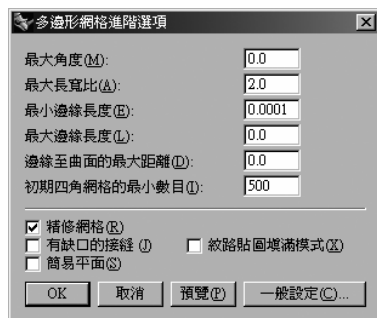 多邊形網格進階選項
最大角度(M): 0.0
最大長寬比(A): 2.0
最小邊緣長度(E): 0.0001
最大邊緣長度(L): 0.0
邊緣至曲面的最大距離(D): 0.0
初期四角網格的最小數目(I): 500
精修網格(R)
有缺口的接縫 (J) 紋路貼圖填滿模式(X)
簡易平面(S)
OK 取消 預覽(P) 一般設定(C)...